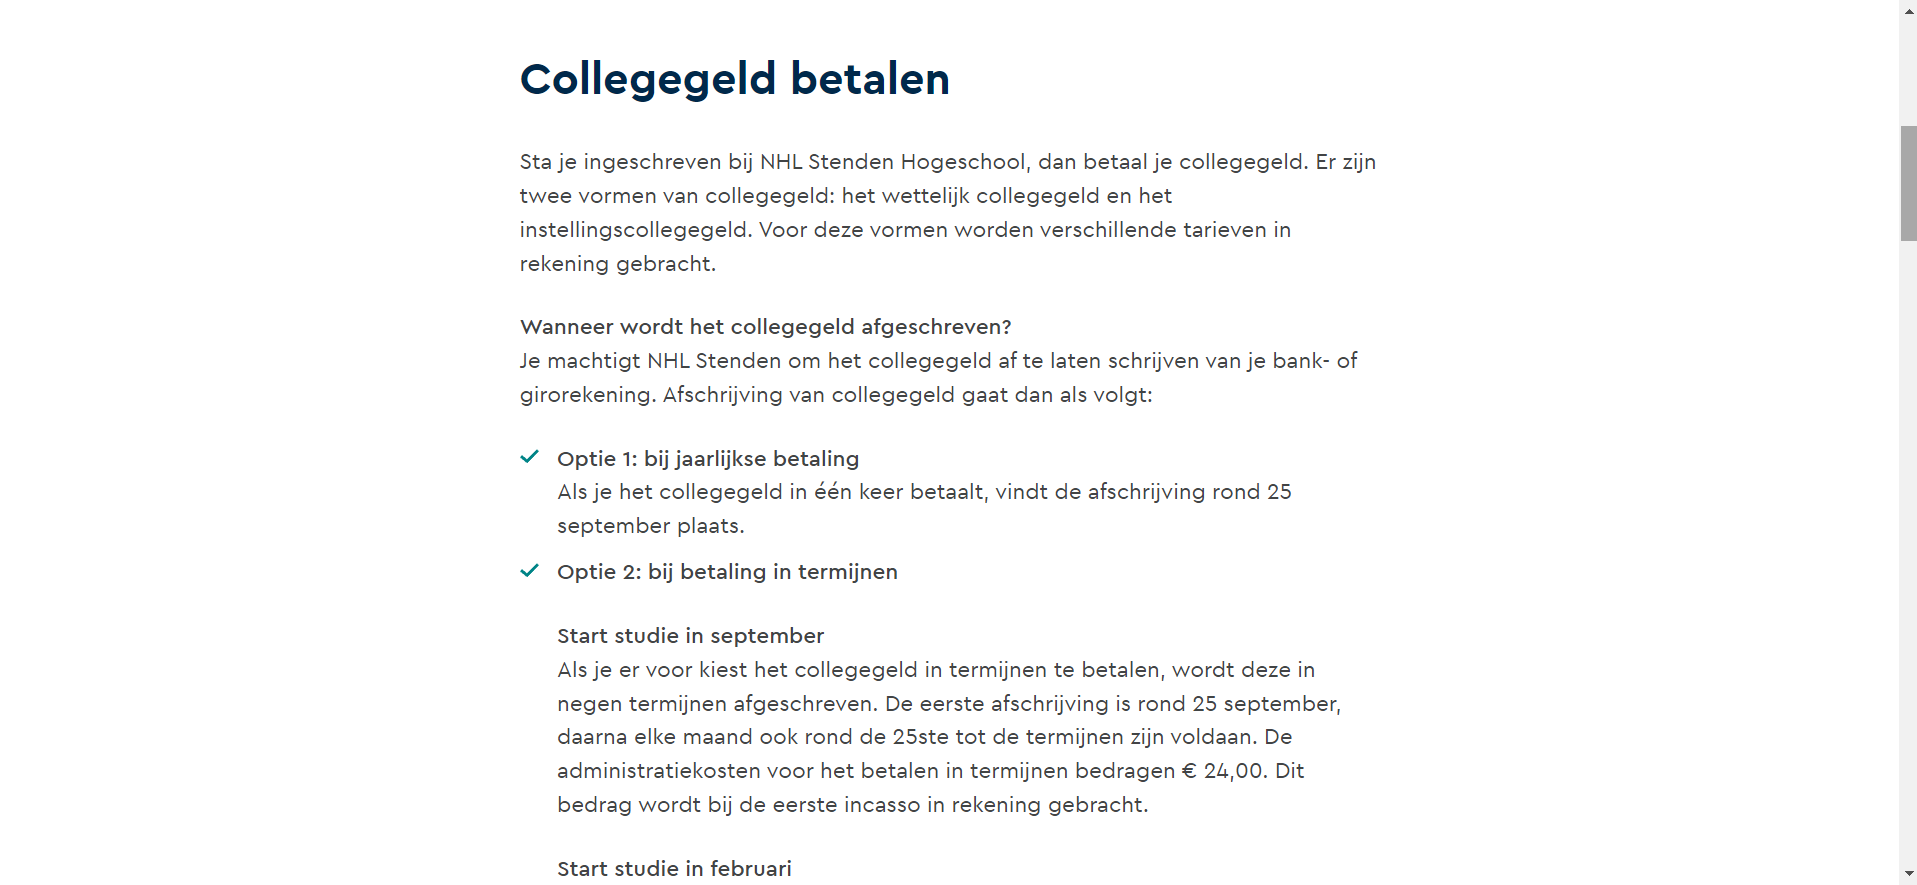 Collegegeld betalen
Sta je ingeschreven bij NHL Stenden Hogeschool, dan betaal je collegegeld. Er zijn
twee vormen van collegegeld: het wettelijk collegegeld en het
instellingscollegegeld. Voor deze vormen worden verschillende tarieven in
rekening gebracht.
Wanneer wordt het collegegeld afgeschreven?
Je machtigt NHL Stenden om het collegegeld af te laten schrijven van je bank- of
girorekening. Afschrijving van collegegeld gaat dan als volgt:
Optie 1: bij jaarlijkse betaling
Als je het collegegeld in één keer betaalt, vindt de afschrijving rond 25
september plaats.
Optie 2: bij betaling in termijnen
Start studie in september
Als je er voor kiest het collegegeld in termijnen te betalen, wordt deze in
negen termijnen afgeschreven. De eerste afschrijving is rond 25 september,
daarna elke maand ook rond de 25ste tot de termijnen zijn voldaan. De
administratiekosten voor het betalen in termijnen bedragen € 24,00. Dit
bedrag wordt bij de eerste incasso in rekening gebracht.
Start studie in februari